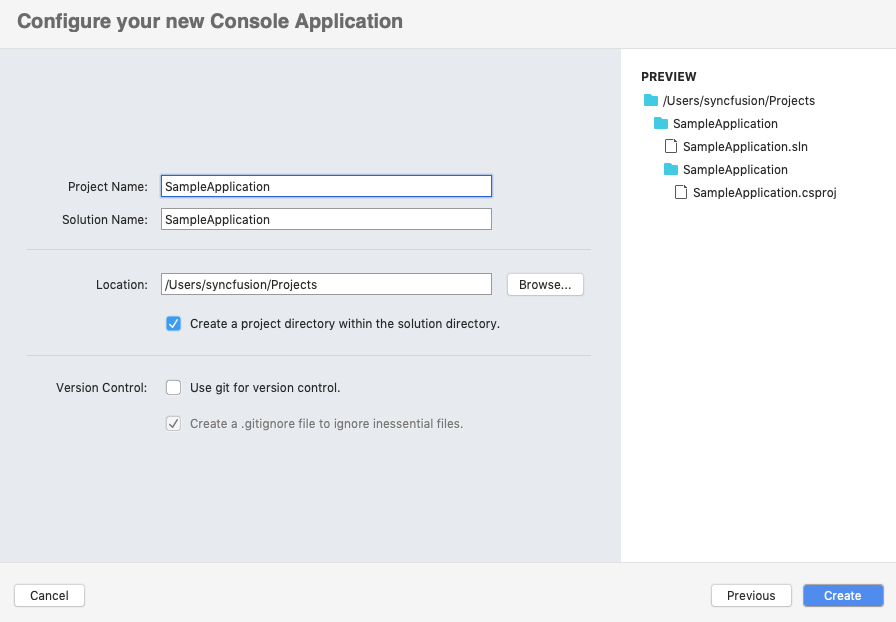 Configure your new Console Application
Project Name: SampleApplication
Solution Name: SampleApplication
Location: /Users/syncfusion/Projects Browse...
Create a project directory within the solution directory.
Version Control: Use git for version control.
Create a .gitignore file to ignore inessential files.
PREVIEW
/Users/syncfusion/Projects
SampleApplication
SampleApplication.sln
SampleApplication
SampleApplication.csproj
Cancel Previous Create